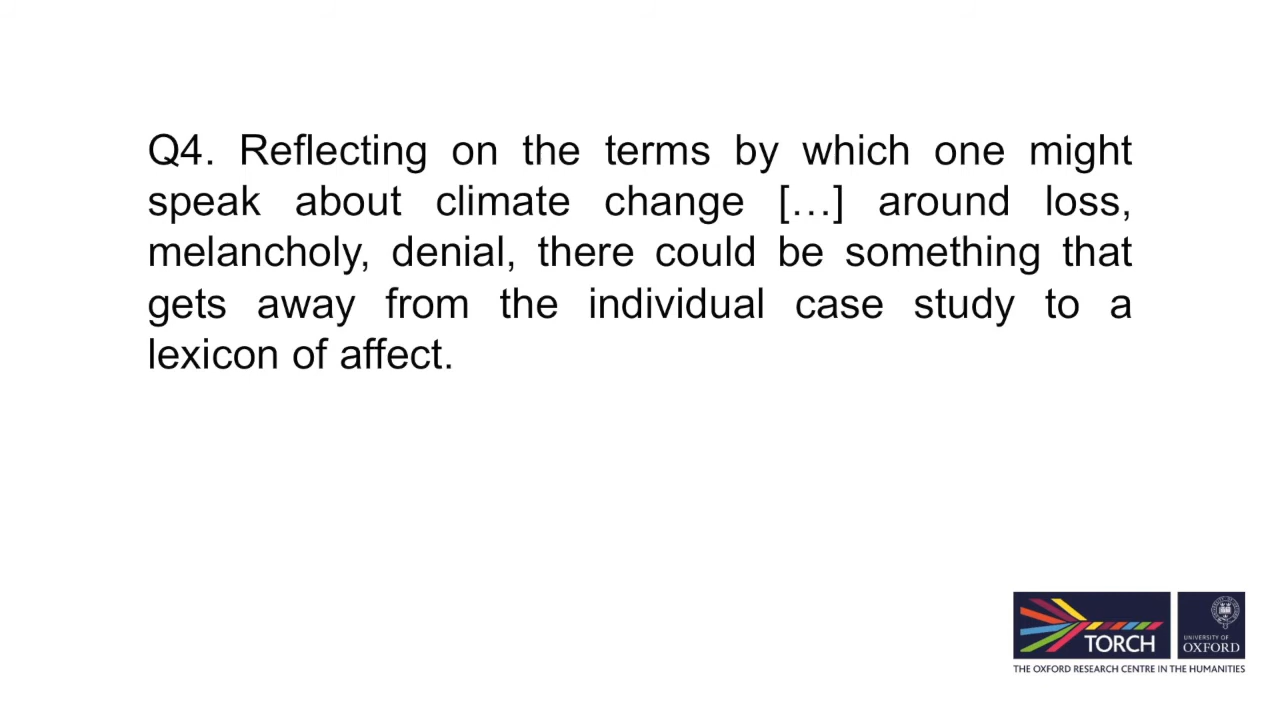 Q4. Reflecting on the terms by which one might
speak about climate change […] around loss,
melancholy, denial, there could be something that
gets away from the individual case study to a
lexicon of affect.
TORCH
UNIVERSITY OF
OXFORD
THE OXFORD RESEARCH CENTRE IN THE HUMANITIES